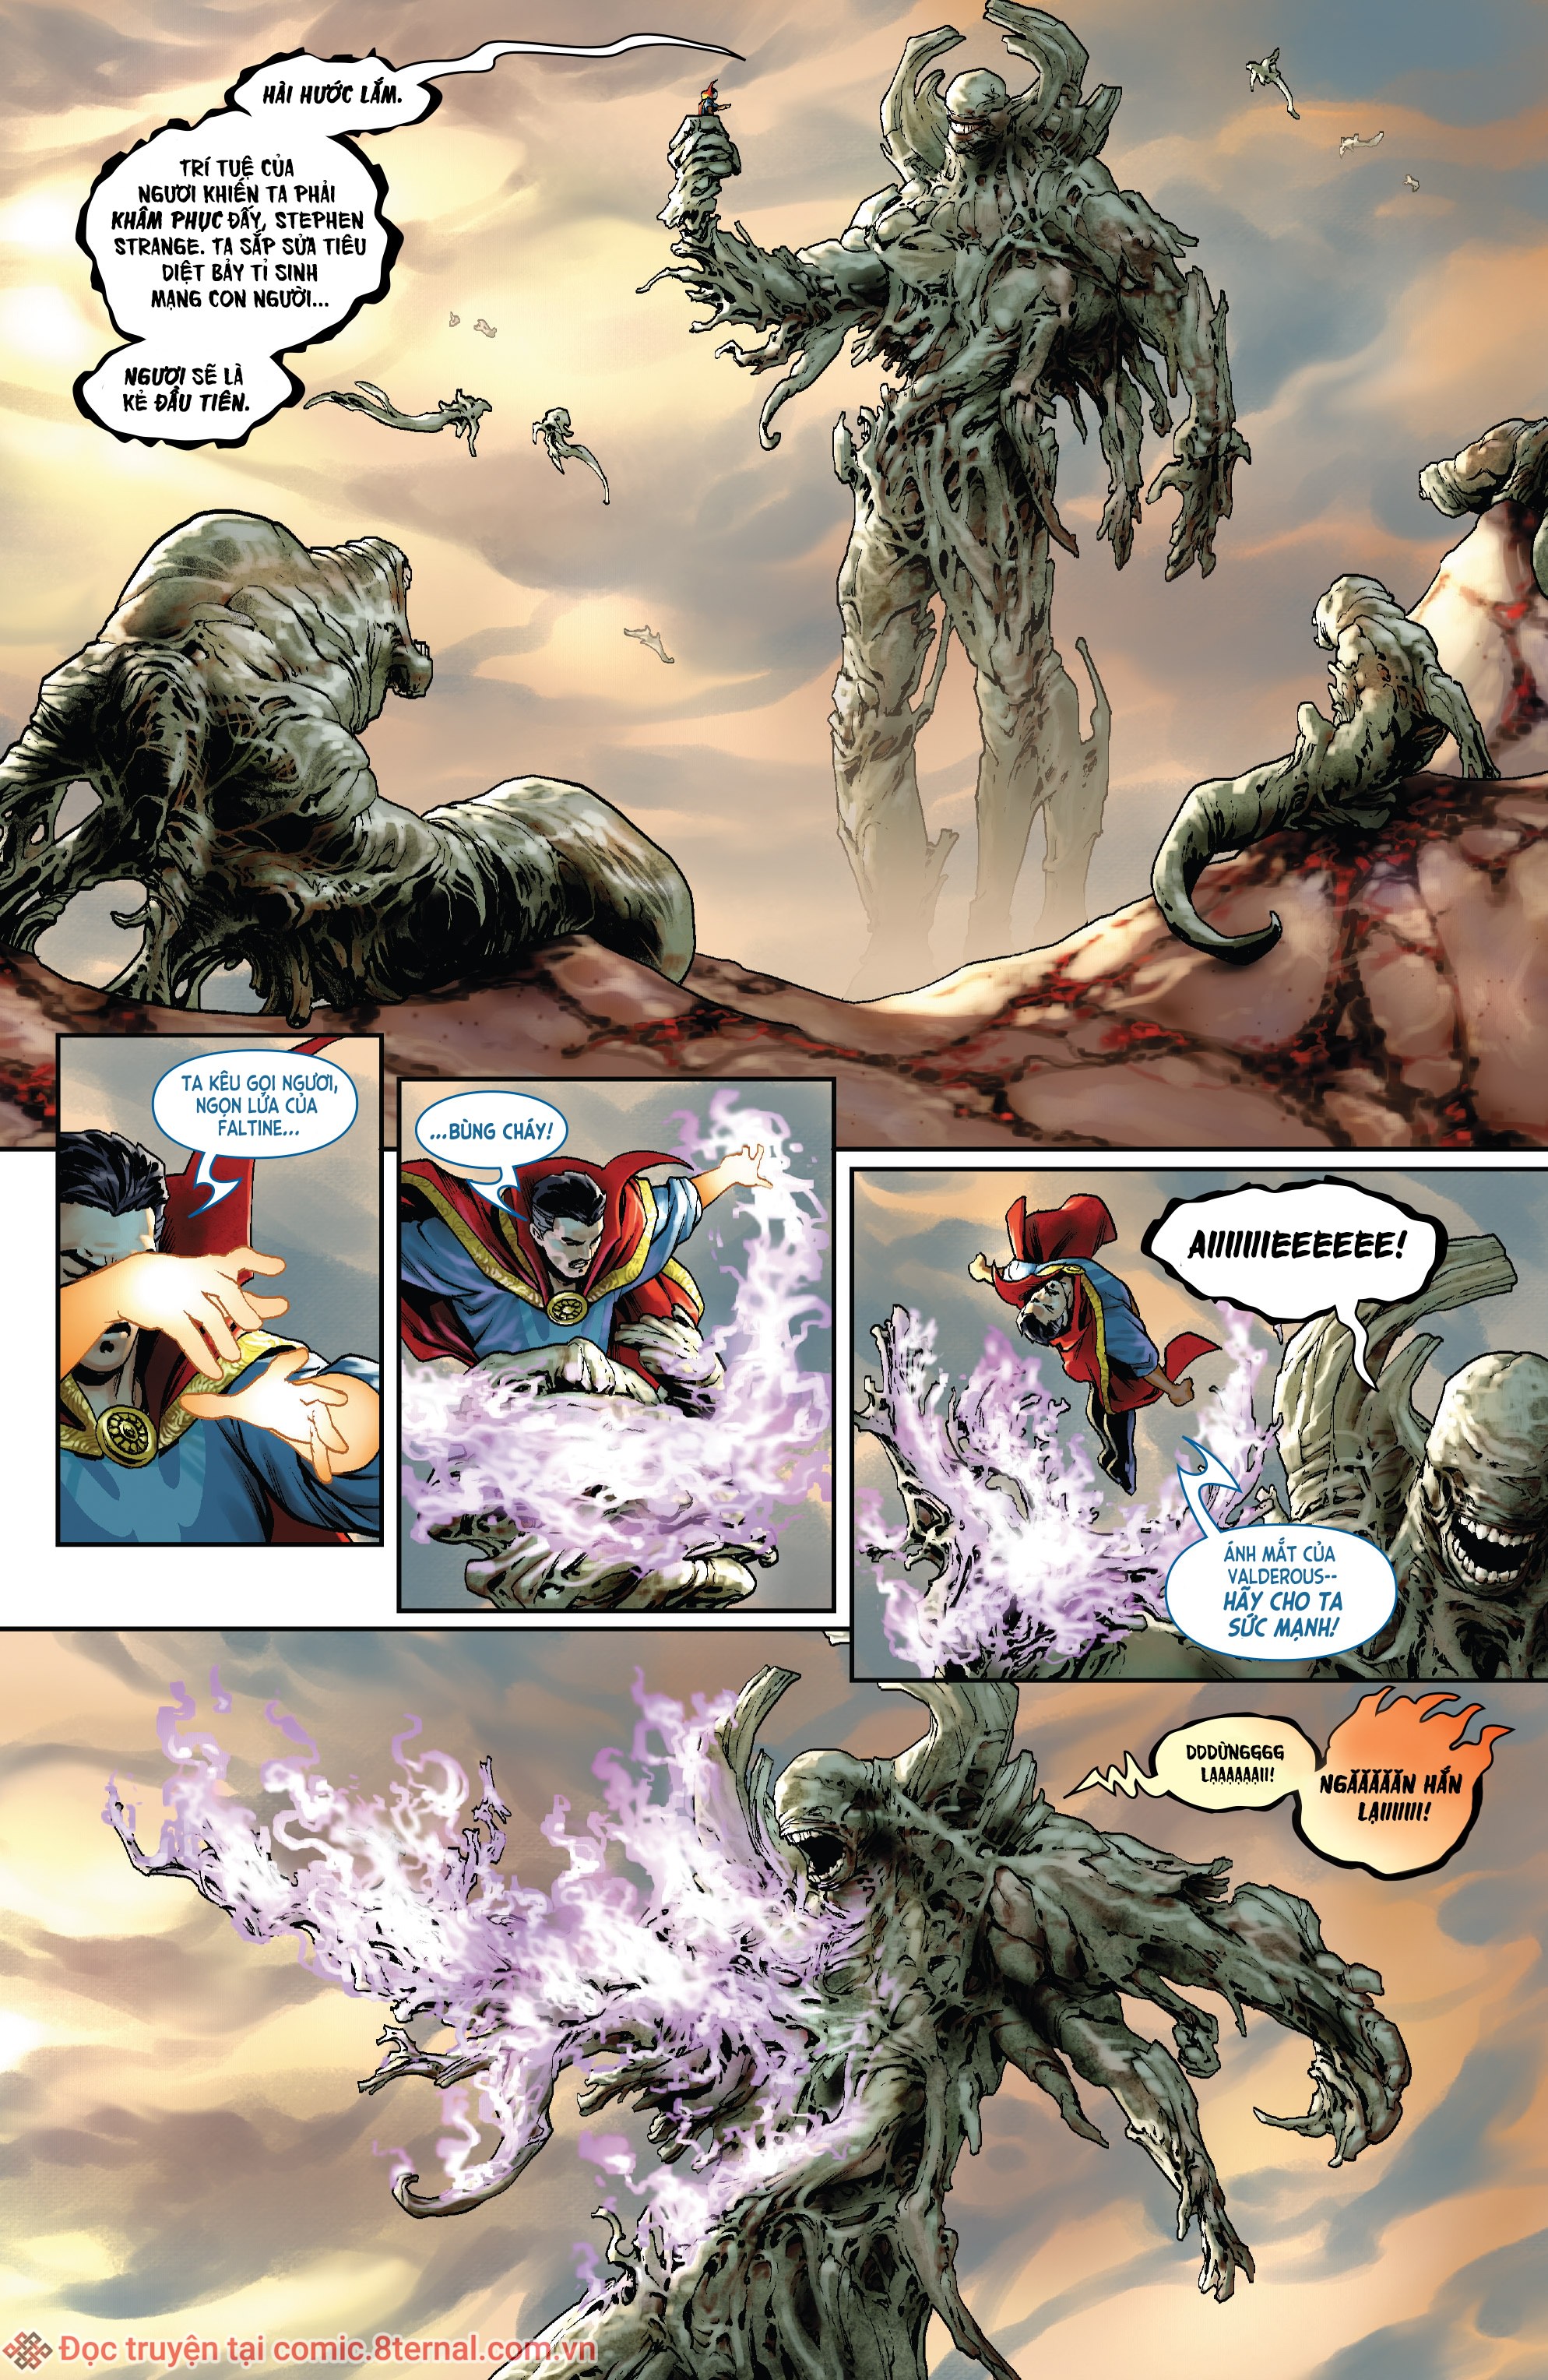 HÀI HƯỚC LẮM.
TRÍ TUỆ CỦA
NGƯƠI KHIẾN TA PHẢI
KHÂM PHỤC ĐẤY, STEPHEN
STRANGE. TA SẮP SỬA TIÊU
DIỆT BẢY TỈ SINH
MẠNG CON NGƯỜI...
NGƯƠI SẼ LÀ
KẺ ĐẦU TIÊN.
TA KÊU GỌI NGƯƠI,
NGỌN LỬA CỦA
FALTINE...
...BÙNG CHÁY!
AIIIIIIIEEEEEEE!
ÁNH MẮT CỦA
VALDEROUS--
HÃY CHO TA
SỨC MẠNH!
DDDỪNGGGG
LẠẠẠẠẠẠII!
NGĂĂĂĂĂN HẮN
LẠIIIIIII!
Đọc truyện tại comic.8ternal.com.vn